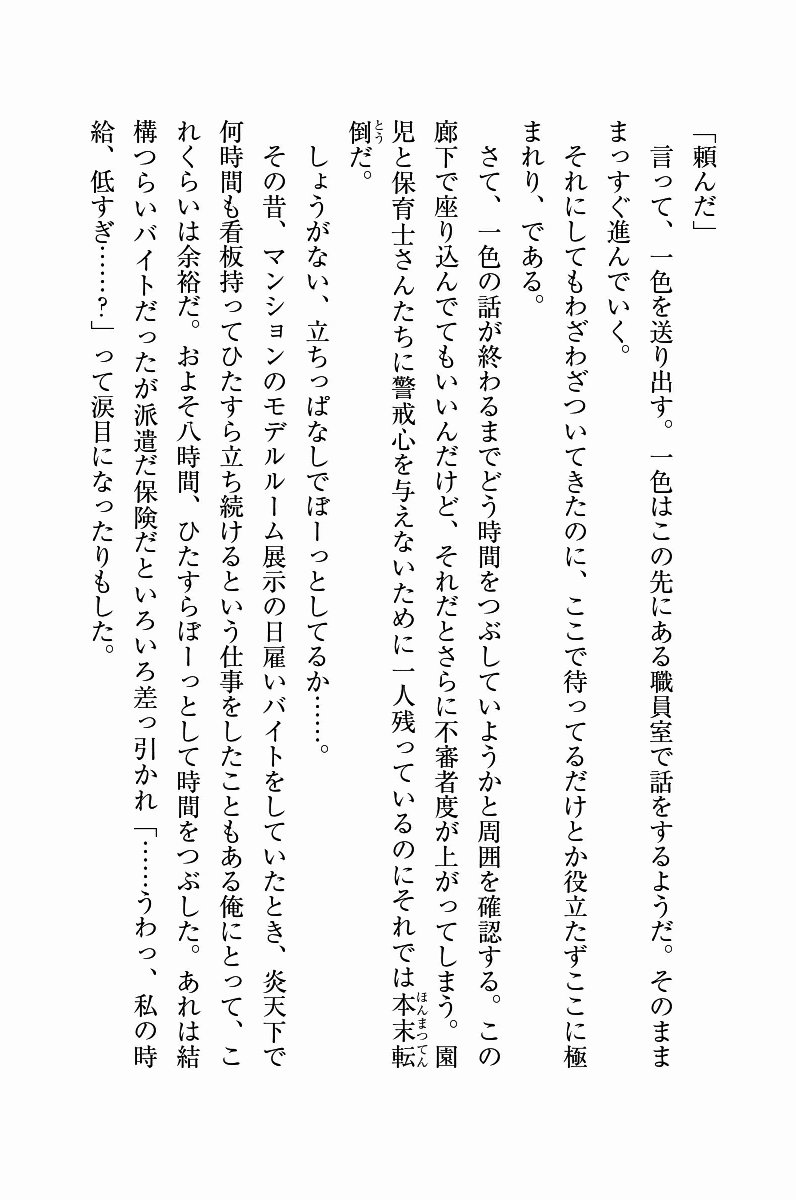 「頼んだ」
　言って、一色を送り出す。一色はこの先にある職員室で話をするようだ。そのまま
まっすぐ進んでいく。
　それにしてもわざわざついてきたのに、ここで待ってるだけとか役立たずここに極
まれり、である。
　さて、一色の話が終わるまでどう時間をつぶしていようかと周囲を確認する。この
廊下で座り込んでてもいいんだけど、それだとさらに不審者度が上がってしまう。園
児と保育士さんたちに警戒心を与えないために一人残っているのにそれでは本末転
倒だ。
　しょうがない、立ちっぱなしでぼーっとしてるか……。
　その昔、マンションのモデルルーム展示の日雇いバイトをしていたとき、炎天下で
何時間も看板持ってひたすら立ち続けるという仕事をしたこともある俺にとって、こ
れくらいは余裕だ。およそ八時間、ひたすらぼーっとして時間をつぶした。あれは結
構つらいバイトだったが派遣だ保険だといろいろ差っ引かれ「……うわっ、私の時
給、低すぎ……?」って涙目になったりもした。
ほんまつてん
とう